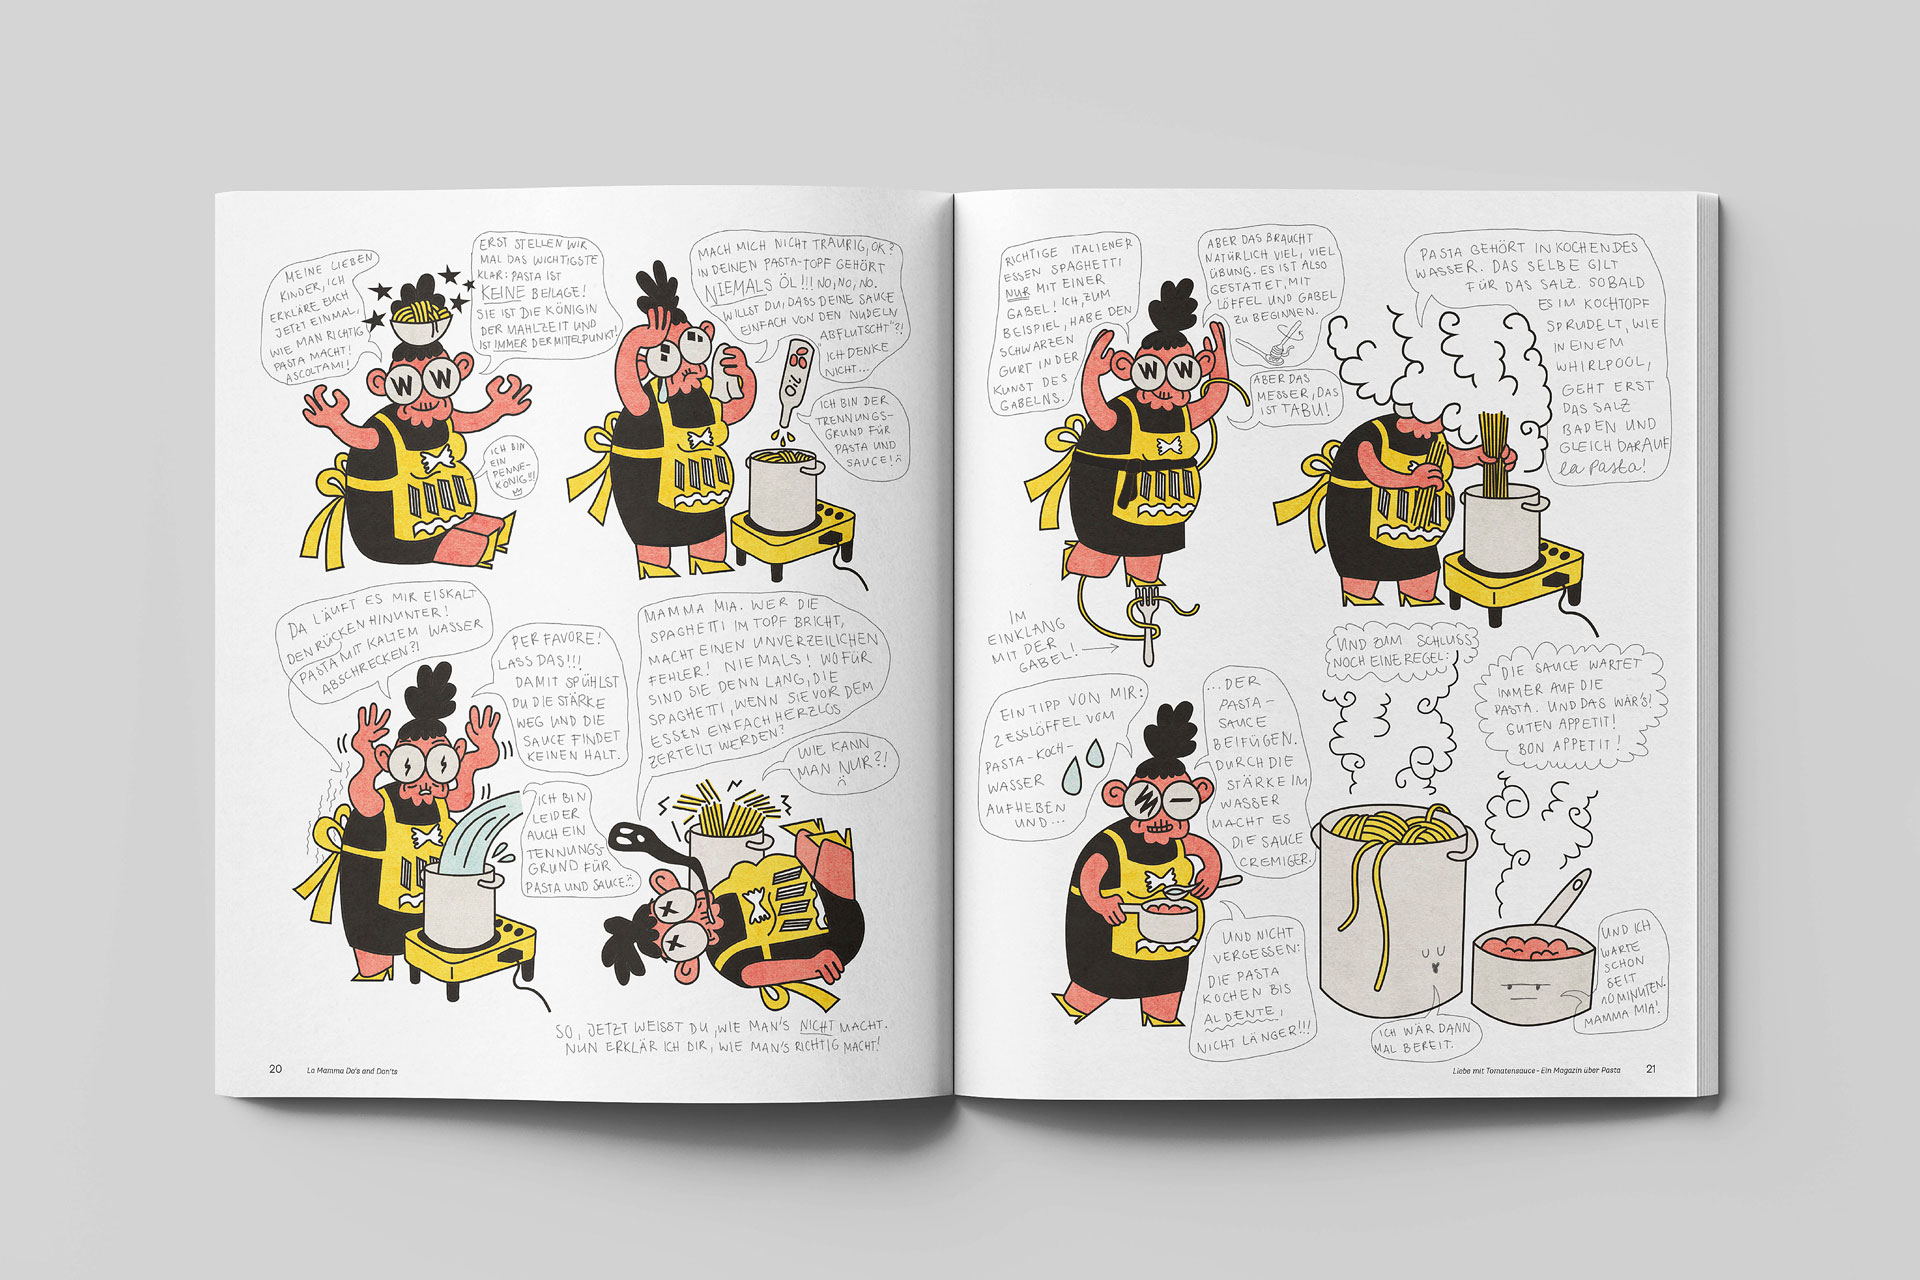 MEINE LIEBEN
KINDER, ICH
ERKLÄRE EUCH
JETZT EINMAL,
WIE MAN RICHTIG
PASTA MACHT!
ASCOLTAMI!
ERST STELLEN WIR
MAL DAS WICHTIGSTE
KLAR: PASTA IST
KEINE BEILAGE!
SIE IST DIE KÖNIGIN
DER MAHLZEIT UND
IST IMMER DER MITTELPUNKT!
W W
ICH BIN
EIN
PENNE-
KÖNIG!!!
MACH MICH NICHT TRAURIG, OK?
IN DEINEN PASTA-TOPF GEHÖRT
NIEMALS ÖL!!! NO, NO, NO.
WILLST DU, DASS DEINE SAUCE
EINFACH VON DEN NUDELN
ABFLUTSCHT"?!
ICH DENKE
NICHT...
OIL
ICH BIN DER
TRENNUNGS-
GRUND FÜR
PASTA UND
SAUCE!
DA LÄUFT ES MIR EISKALT
DEN RÜCKEN HINUNTER!
PASTA MIT KALTEM WASSER
ABSCHRECKEN?!
PER FAVORE!
LASS DAS!!!
DAMIT SPÜHLST
DU DIE STÄRKE
WEG UND DIE
SAUCE FINDET
KEINEN HALT.
ICH BIN
LEIDER
AUCH EIN
TENNUNGS-
GRUND FÜR
PASTA UND SAUCE
MAMMA MIA. WER DIE
SPAGHETTI IM TOPF BRICHT,
MACHT EINEN UNVERZEILICHEN
FEHLER! NIEMALS! WOFÜR
SIND SIE DENN LANG, DIE
SPAGHETTI, WENN SIE VOR DEM
ESSEN EINFACH HERZLOS
ZERTEILT WERDEN?
WIE KANN
MAN NUR?!
X X
SO, JETZT WEISST DU, WIE MAN'S NICHT MACHT.
NUN ERKLÄR ICH DIR, WIE MAN'S RICHTIG MACHT!
20 La Mamma Do's and Don'ts
RICHTIGE ITALIENER
ESSEN SPAGHETTI
NUR MIT EINER
GABEL! ICH, ZUM
BEISPIEL, HABE DEN
SCHWARZEN
GURT IN DER
KUNST DES
GABELNS.
ABER DAS BRAUCHT
NATÜRLICH VIEL, VIEL
ÜBUNG. ES IST ALSO
GESTATTET, MIT
LÖFFEL UND GABEL
ZU BEGINNEN.
W W
ABER DAS
MESSER, DAS
IST TABU!
IM
EINKLANG
MIT DER
GABEL!
PASTA GEHÖRT IN KOCHENDES
WASSER. DAS SELBE GILT
FÜR DAS SALZ. SOBALD
ES IM KOCHTOPF
SPRUDELT, WIE
IN EINEM
WHIRLPOOL,
GEHT ERST
DAS SALZ
BADEN UND
GLEICH DARAUF
la pasta!
EIN TIPP VON MIR:
2 ESSLÖFFEL VOM
PASTA-KOCH-
WASSER
AUFHEBEN
UND...
...DER
PASTA-
SAUCE
BEIFÜGEN.
DURCH DIE
STÄRKE IM
WASSER
MACHT ES
DIE SAUCE
CREMIGER.
UND NICHT
VERGESSEN:
DIE PASTA
KOCHEN BIS
AL DENTE,
NICHT LÄNGER!!!
UND ZUM SCHLUSS
NOCH EINE REGEL:
DIE SAUCE WARTET
IMMER AUF DIE
PASTA. UND DAS WÄR'S!
GUTEN APPETIT!
BON APPETIT!
ICH WÄR DANN
MAL BEREIT.
UND ICH
WARTE
SCHON
SEIT
10 MINUTEN.
MAMMA MIA!
Liebe mit Tomatensauce - Ein Magazin über Pasta 21